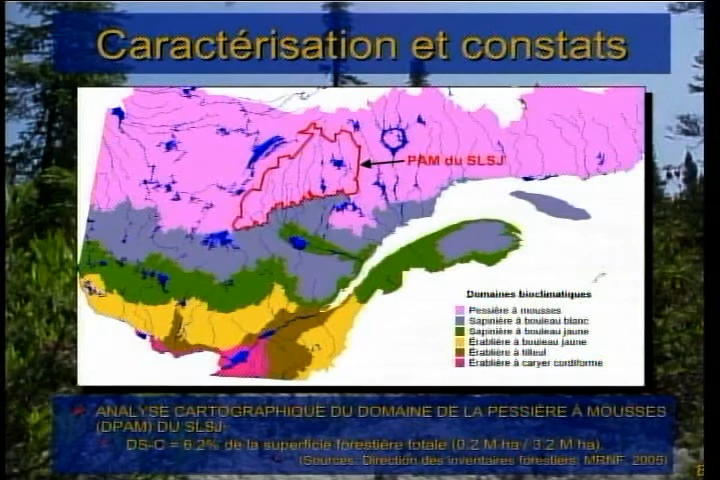 Caractérisation et constats
PAM du SLSJ
Domaines bioclimatiques
Pessière à mousses
Sapinière à bouleau blanc
Sapinière à bouleau jaune
Érablière à bouleau jaune
Érablière à tilleul
Érablière à caryer cordiforme
ANALYSE CARTOGRAPHIQUE DU DOMAINE DE LA PESSIÈRE À MOUSSES
(DPAM) DU SLSJ:
DS-C = 6,2% de la superficie forestière totale (0,2 M ha / 3,2 M ha).
(Sources: Direction des inventaires forestiers, MRNF, 2005)